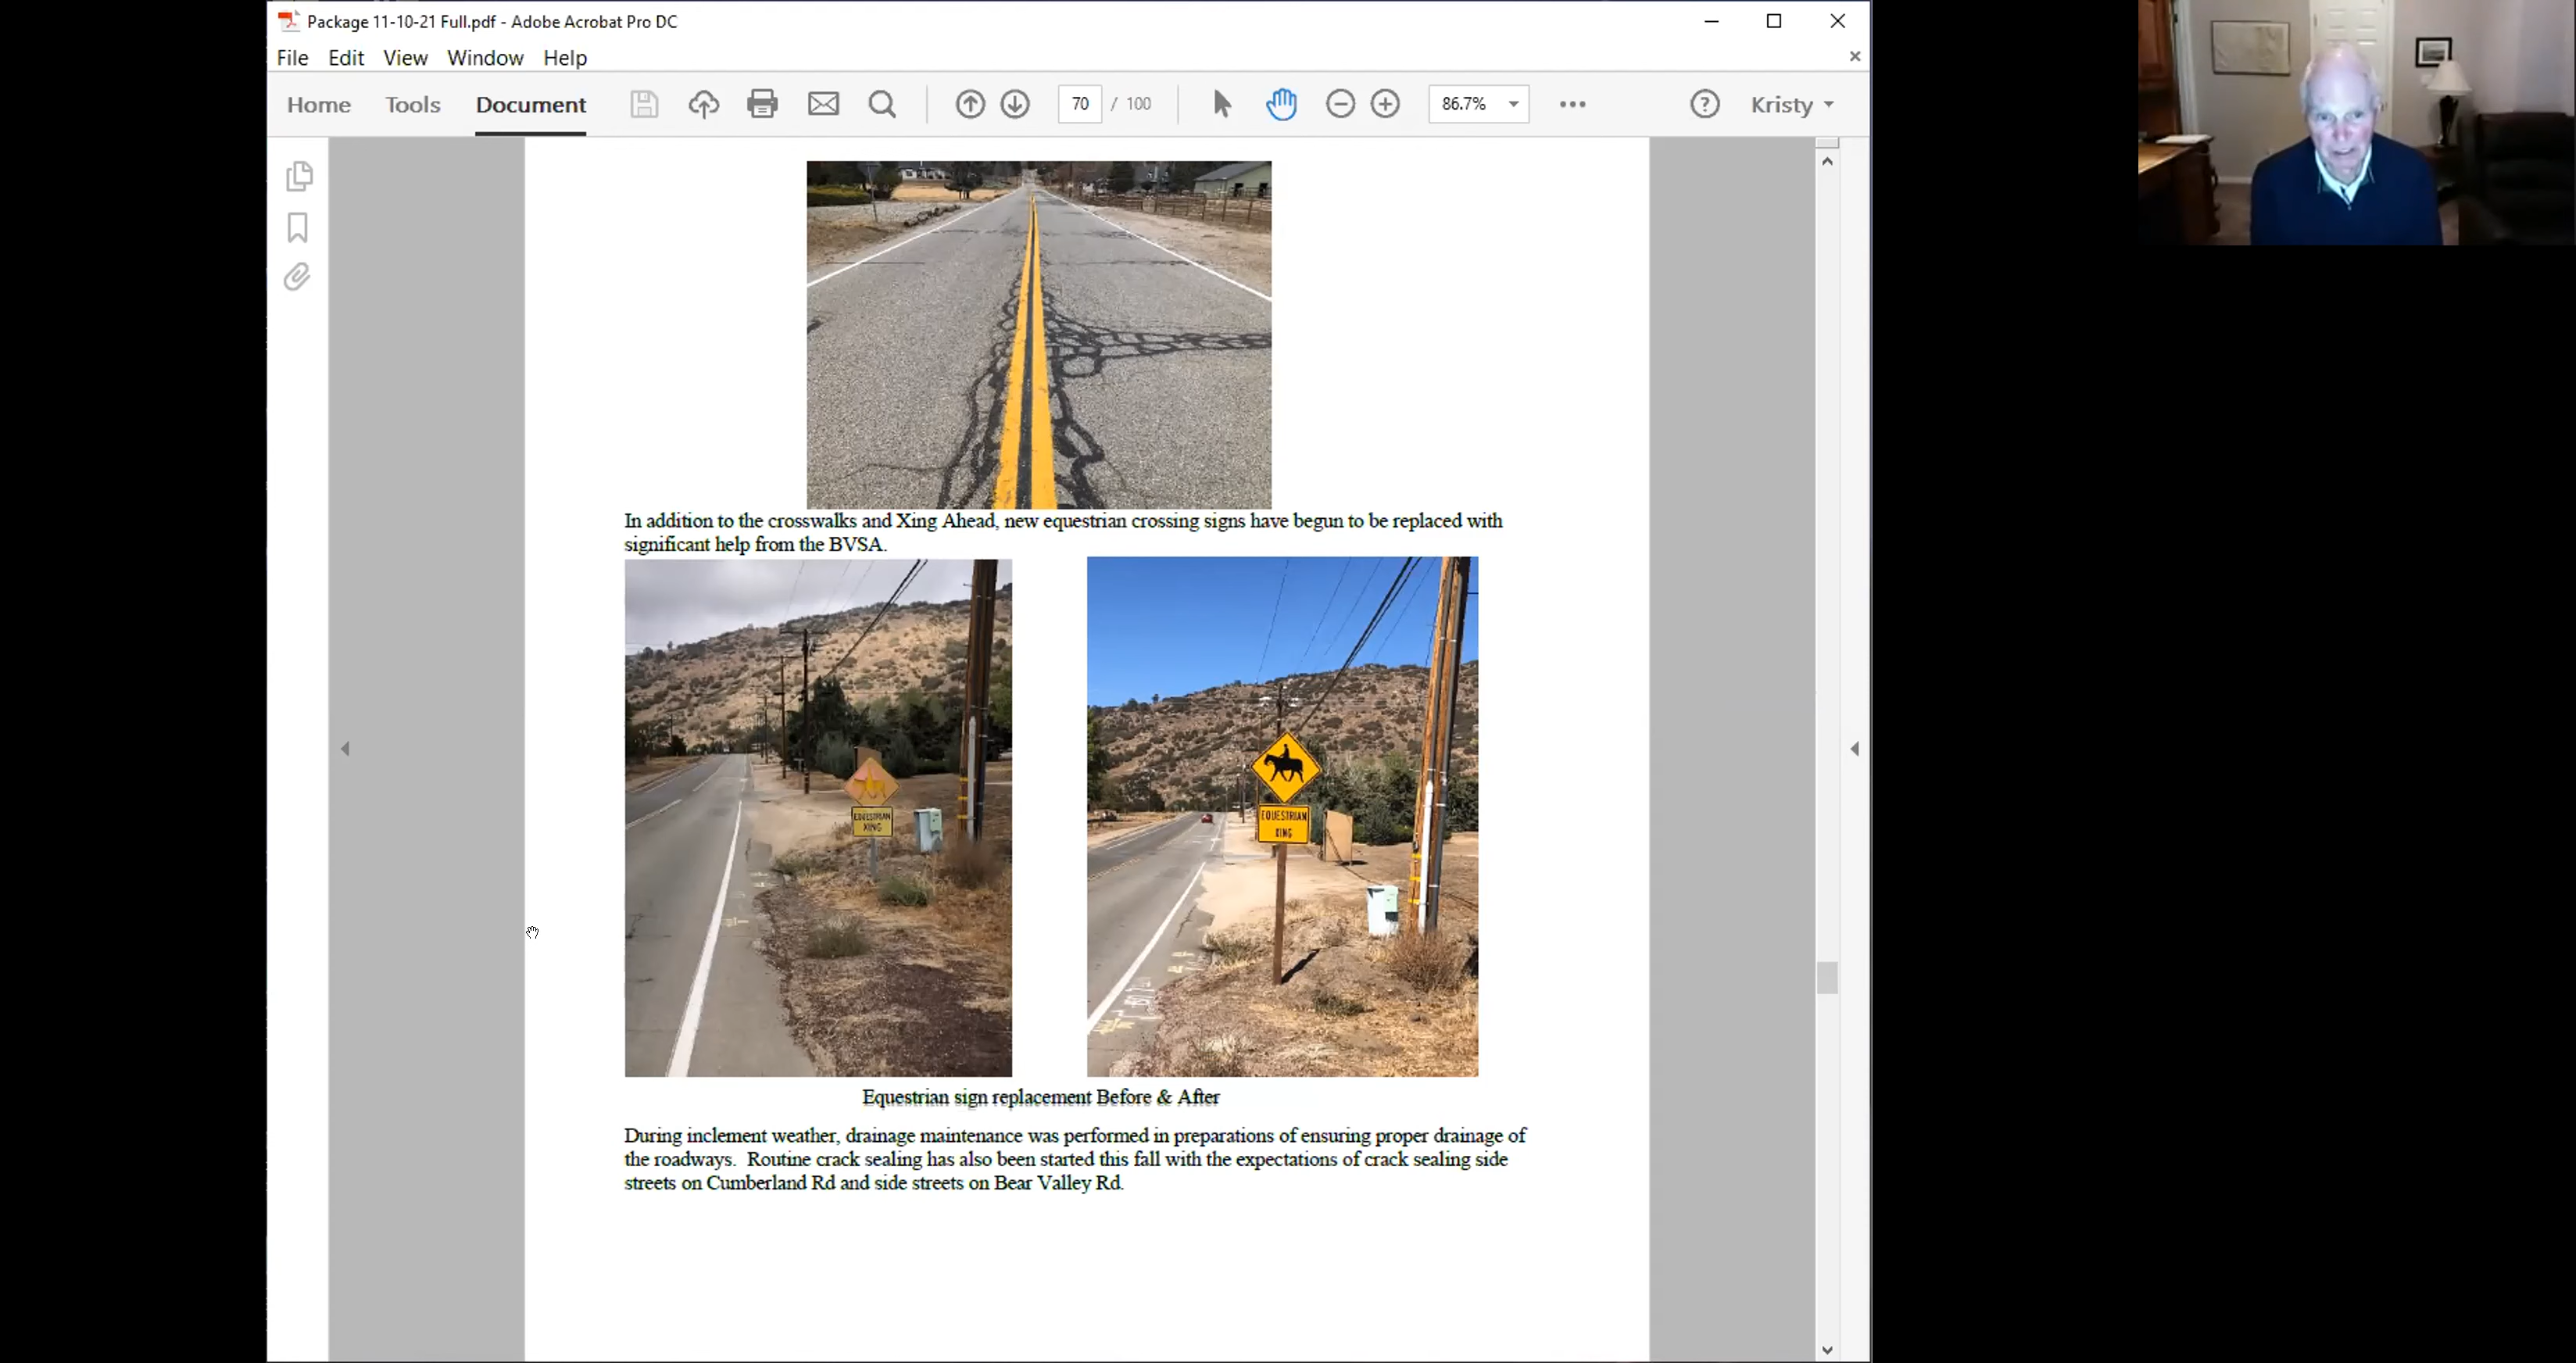 Package 11-10-21 Full.pdf - Adobe Acrobat Pro DC
File Edit View Window Help
Home Tools Document 70 / 100 86.7% Kristy
In addition to the crosswalks and Xing Ahead, new equestrian crossing signs have begun to be replaced with
significant help from the BVSA.
EQUESTRIAN
XING
EQUESTRIAN
XING
Equestrian sign replacement Before & After
During inclement weather, drainage maintenance was performed in preparations of ensuring proper drainage of
the roadways. Routine crack sealing has also been started this fall with the expectations of crack sealing side
streets on Cumberland Rd and side streets on Bear Valley Rd.